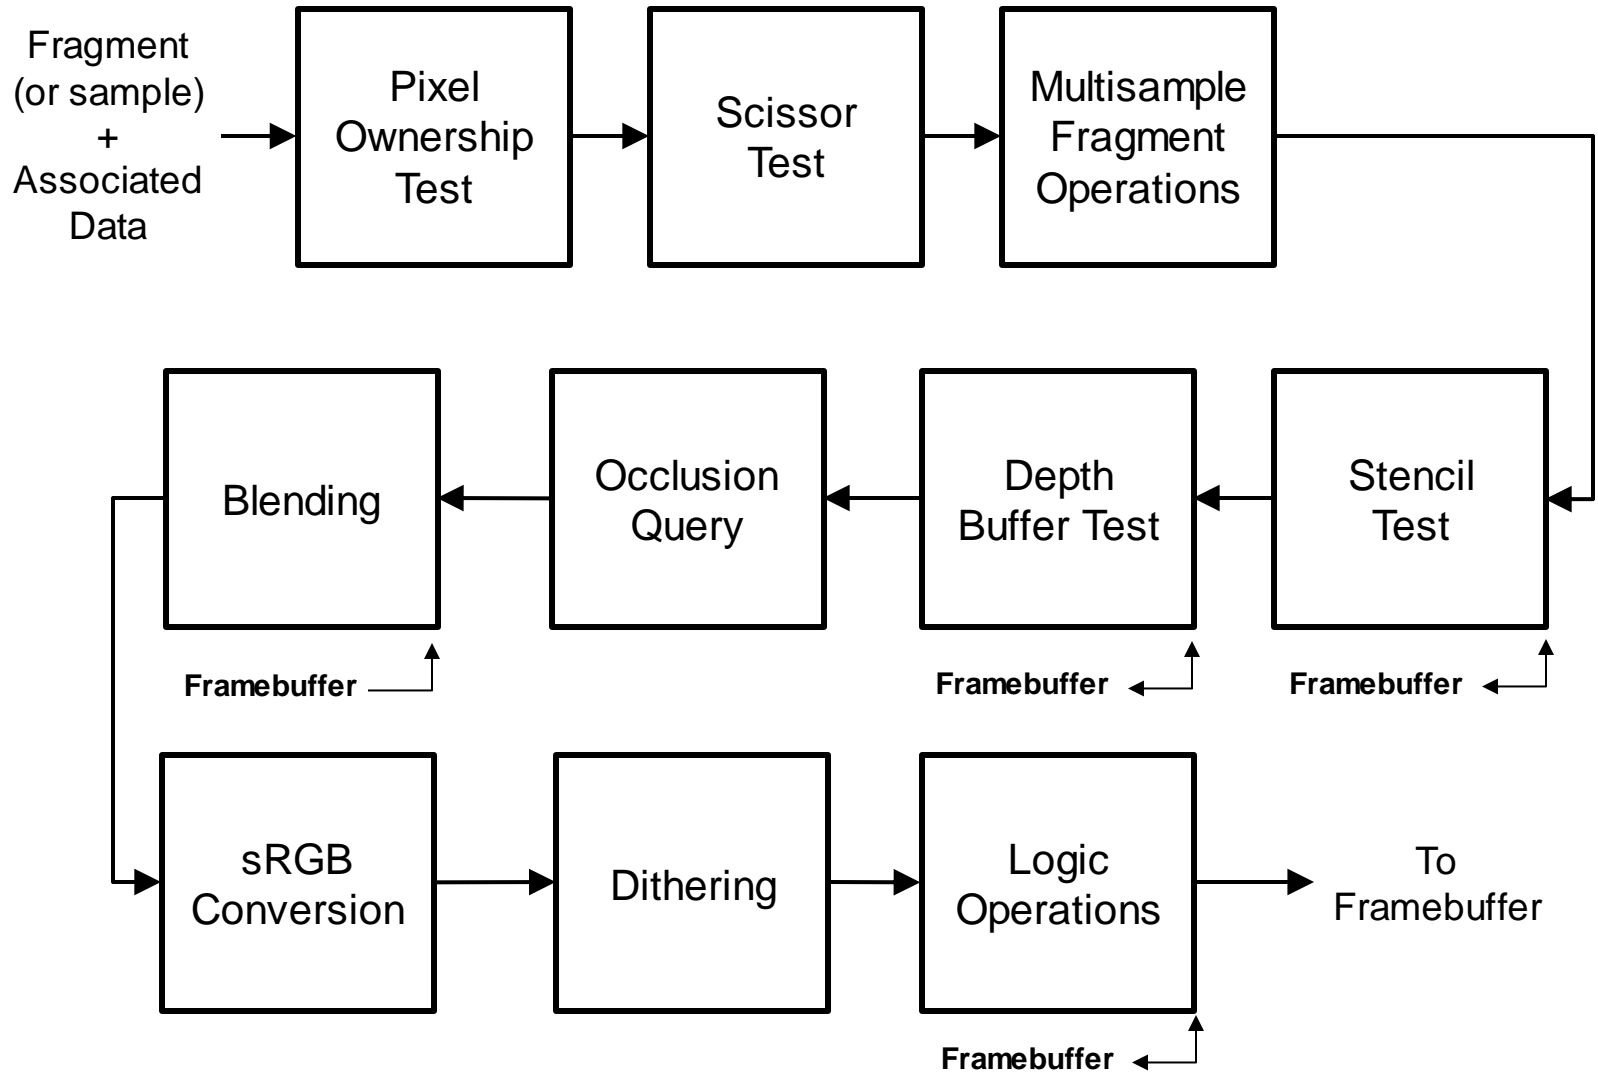 Fragment
(or sample)
+
Associated
Data
Pixel
Ownership
Test
Scissor
Test
Multisample
Fragment
Operations
Blending
Occlusion
Query
Depth
Buffer Test
Stencil
Test
Framebuffer
Framebuffer
Framebuffer
sRGB
Conversion
Dithering
Logic
Operations
To
Framebuffer
Framebuffer